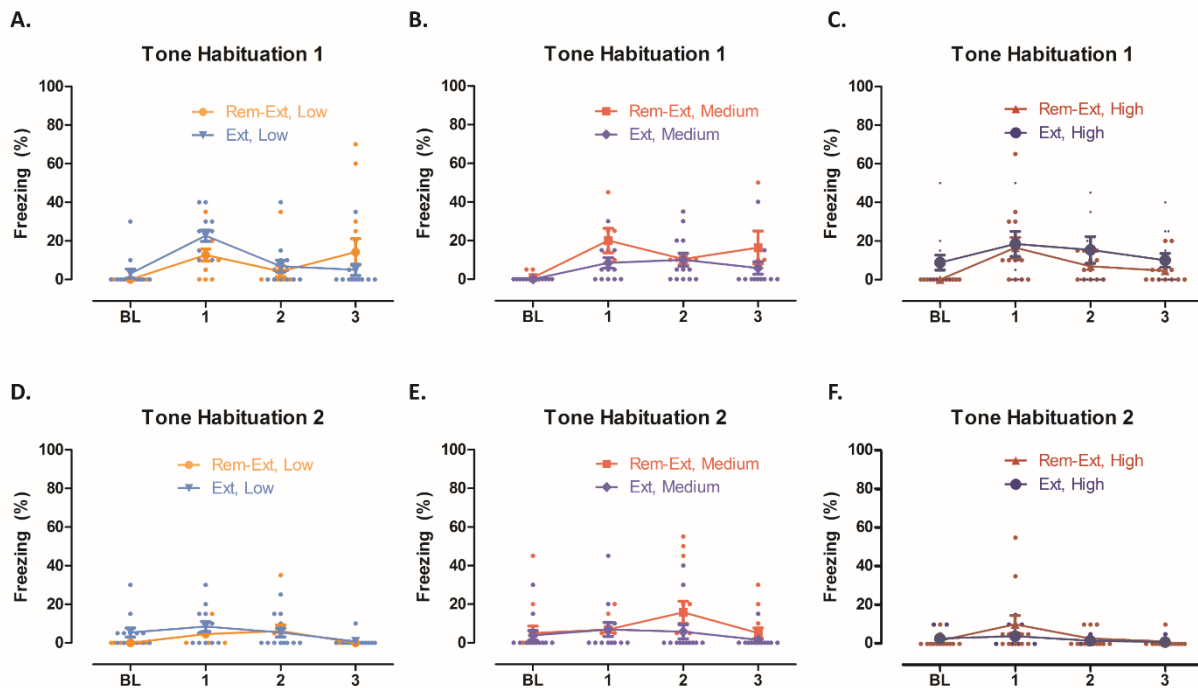 A.
Tone Habituation 1
Rem-Ext, Low
Ext, Low
Freezing (%)
100
80
60
40
20
0
BL 1 2 3
B.
Tone Habituation 1
Rem-Ext, Medium
Ext, Medium
Freezing (%)
100
80
60
40
20
0
BL 1 2 3
C.
Tone Habituation 1
Rem-Ext, High
Ext, High
Freezing (%)
100
80
60
40
20
0
BL 1 2 3
D.
Tone Habituation 2
Rem-Ext, Low
Ext, Low
Freezing (%)
100
80
60
40
20
0
BL 1 2 3
E.
Tone Habituation 2
Rem-Ext, Medium
Ext, Medium
Freezing (%)
100
80
60
40
20
0
BL 1 2 3
F.
Tone Habituation 2
Rem-Ext, High
Ext, High
Freezing (%)
100
80
60
40
20
0
BL 1 2 3